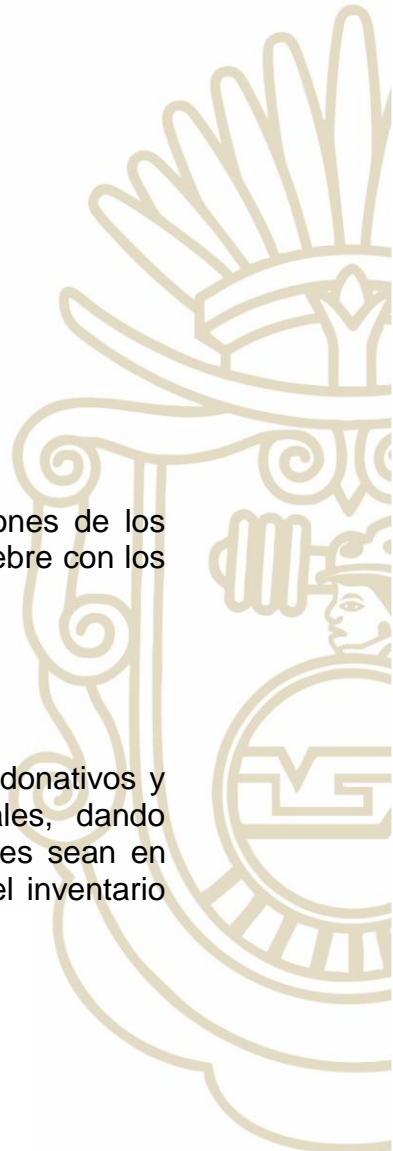 ones de los
ebre con los
donativos y
ales, dando
es sean en
el inventario